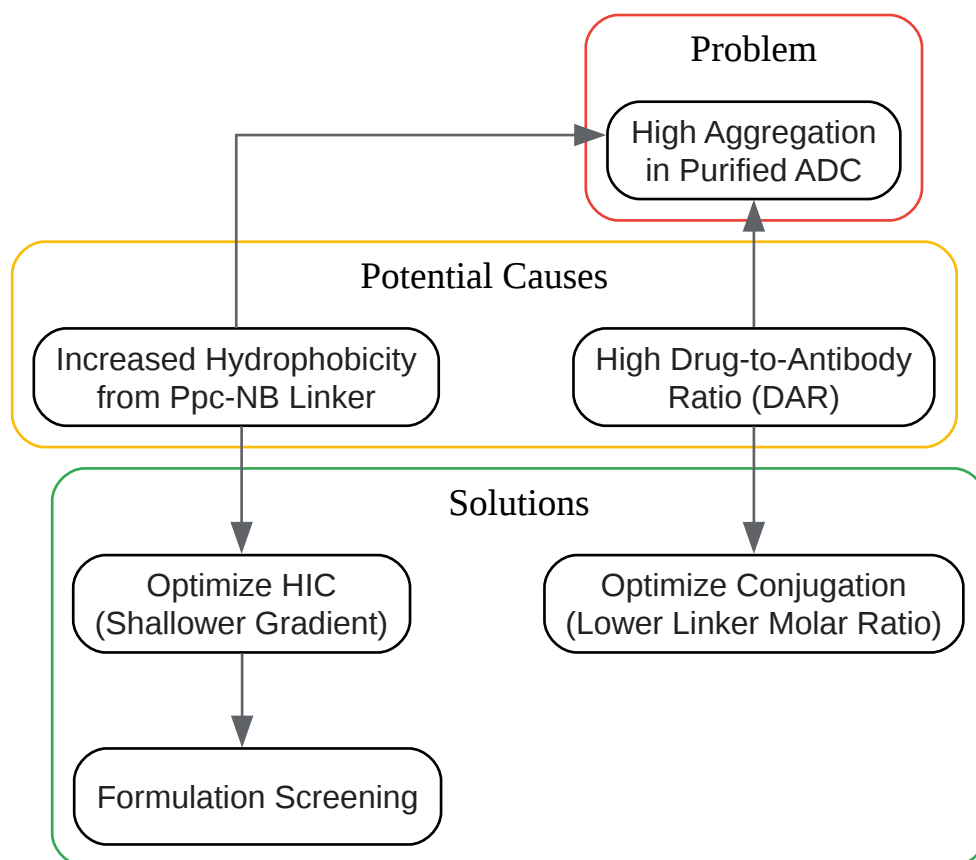 Problem
High Aggregation
in Purified ADC
Potential Causes
Increased Hydrophobicity
from Ppc-NB Linker
High Drug-to-Antibody
Ratio (DAR)
Solutions
Optimize HIC
(Shallower Gradient)
Optimize Conjugation
(Lower Linker Molar Ratio)
Formulation Screening